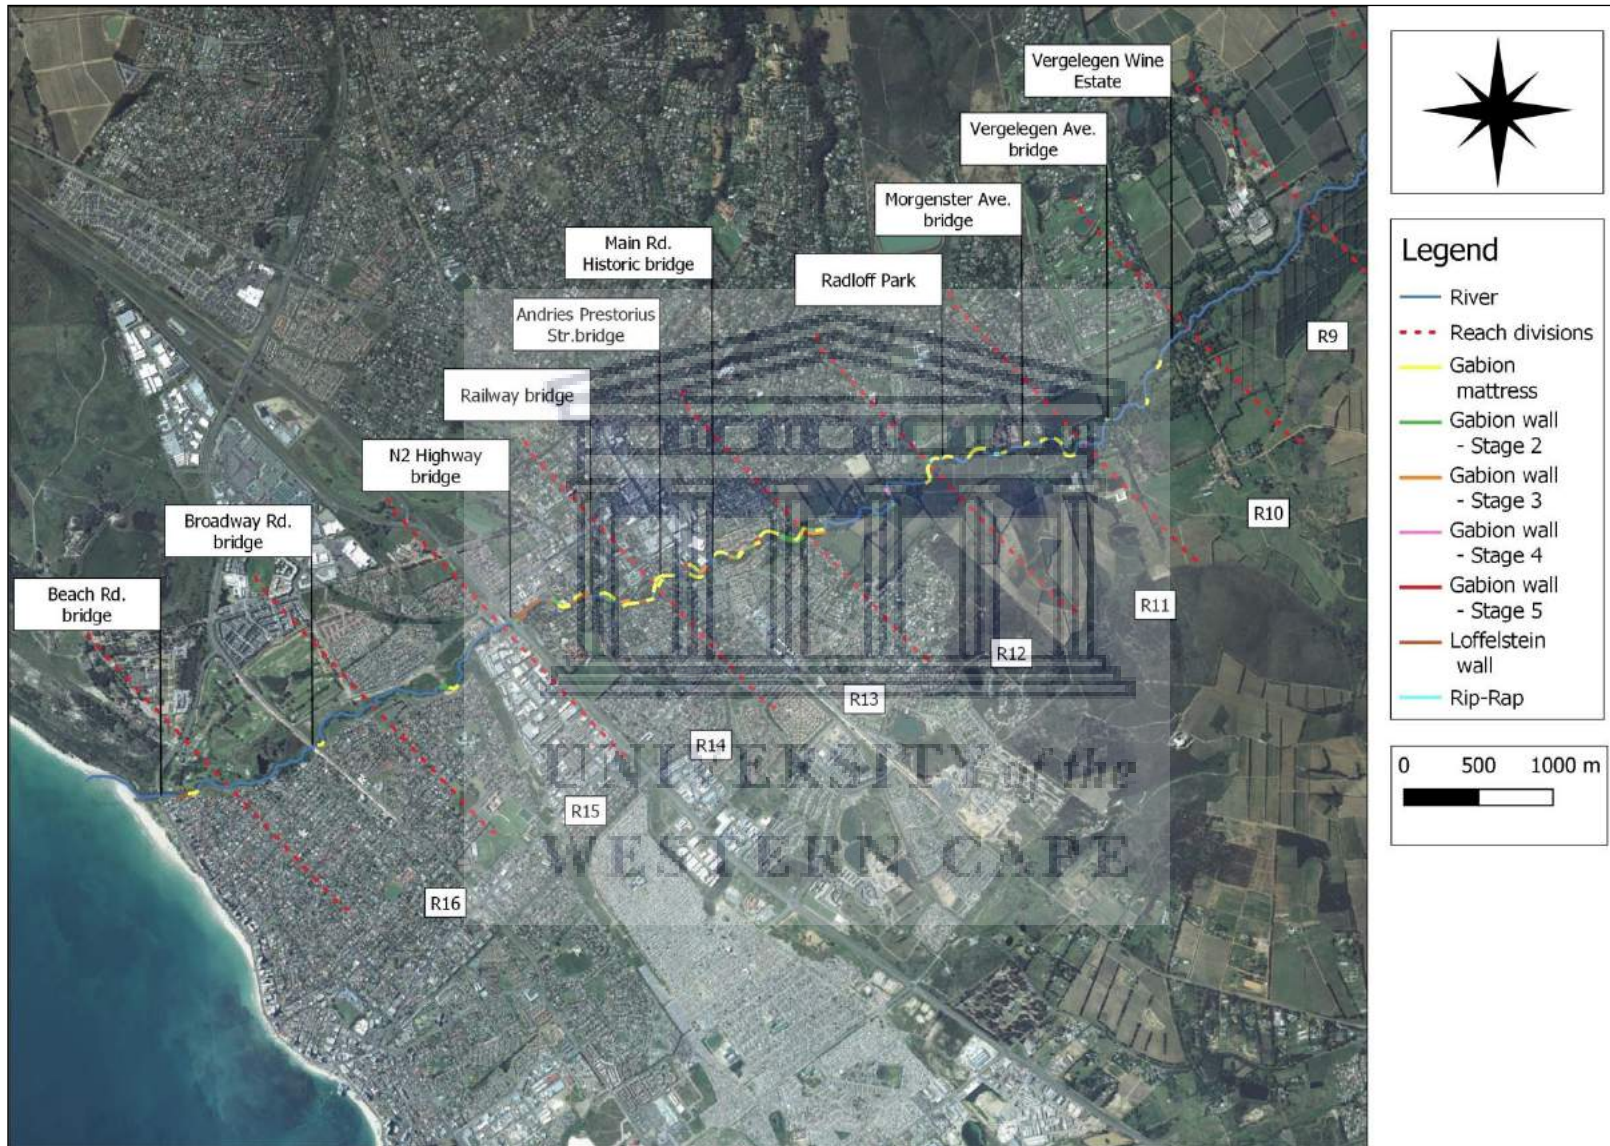 Vergelegen Wine
Estate
Vergelegen Ave.
bridge
Morgenster Ave.
bridge
Main Rd.
Historic bridge
Radloff Park
Andries Prestorius
Str.bridge
Railway bridge
N2 Highway
bridge
Broadway Rd.
bridge
Beach Rd.
bridge
R9
R10
R11
R12
R13
R14
R15
R16
UNIVERSITY of the
WESTERN CAPE
Legend
River
Reach divisions
Gabion
mattress
Gabion wall
- Stage 2
Gabion wall
- Stage 3
Gabion wall
- Stage 4
Gabion wall
- Stage 5
Loffelstein
wall
Rip-Rap
0 500 1000 m